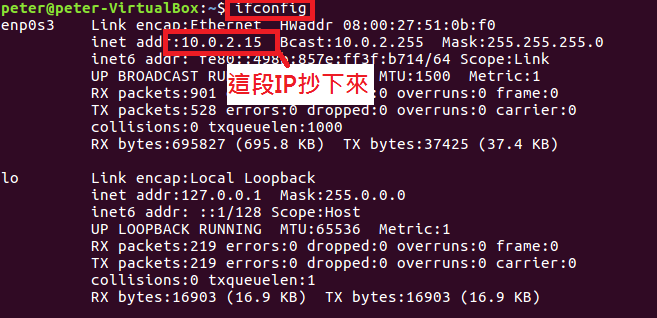 peter@peter-VirtualBox:~$ ifconfig
enp0s3 Link encap:Ethernet HWaddr 08:00:27:51:0b:f0
inet addr:10.0.2.15 Bcast:10.0.2.255 Mask:255.255.255.0
inet6 addr: fe80::498b:857e:ff3f:b714/64 Scope:Link
UP BROADCAST RUN MTU:1500 Metric:1
這段IP抄下來
RX packets:901 dropped:0 overruns:0 frame:0
TX packets:528 errors:0 dropped:0 overruns:0 carrier:0
collisions:0 txqueuelen:1000
RX bytes:695827 (695.8 KB) TX bytes:37425 (37.4 KB)
lo Link encap:Local Loopback
inet addr:127.0.0.1 Mask:255.0.0.0
inet6 addr: ::1/128 Scope:Host
UP LOOPBACK RUNNING MTU:65536 Metric:1
RX packets:219 errors:0 dropped:0 overruns:0 frame:0
TX packets:219 errors:0 dropped:0 overruns:0 carrier:0
collisions:0 txqueuelen:1
RX bytes:16903 (16.9 KB) TX bytes:16903 (16.9 KB)